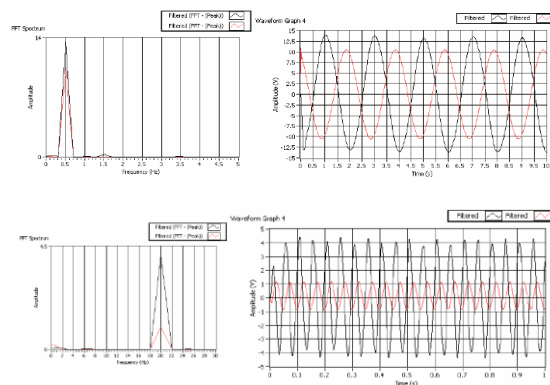 Filtered (FFT - (Peak))
Filtered (FFT - (Peak))
FFT Spectrum
14
Amplitude
0
0 0.5 1 1.5 2 2.5 3 3.5 4 4.5 5
Frequency (Hz)
Waveform Graph 4
Filtered Filtered
15
12.5
10
7.5
5
2.5
0
-2.5
-5
-7.5
-10
-12.5
-15
Amplitude (V)
0 0.5 1 1.5 2 2.5 3 3.5 4 4.5 5 5.5 6 6.5 7 7.5 8 8.5 9 9.5 10
Time (s)
Filtered (FFT - (Peak))
Filtered (FFT - (Peak))
FFT Spectrum
4.5
Amplitude
0
0 2 4 6 8 10 12 14 16 18 20 22 24 26 28 30
Frequency (Hz)
Waveform Graph 4
Filtered Filtered
5
4
3
2
1
0
-1
-2
-3
-4
-5
Amplitude (V)
0 0.1 0.2 0.3 0.4 0.5 0.6 0.7 0.8 0.9 1
Time (s)